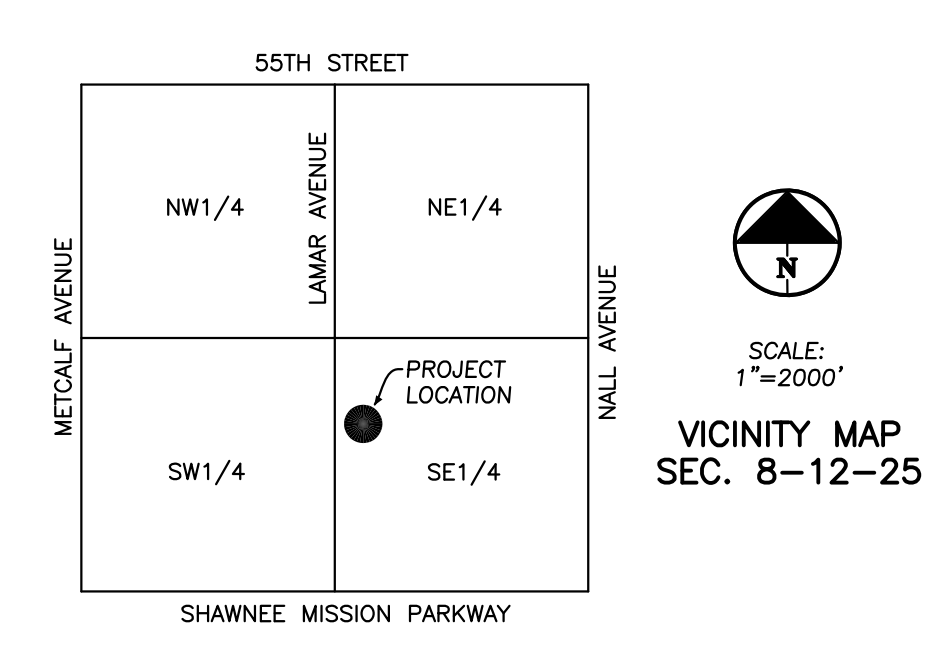 55TH STREET
LAMAR AVENUE
NW1/4
NE1/4
METCALF AVENUE
NALL AVENUE
PROJECT
LOCATION
SW1/4
SE1/4
SHAWNEE MISSION PARKWAY
N
SCALE:
1"=2000'
VICINITY MAP
SEC. 8-12-25